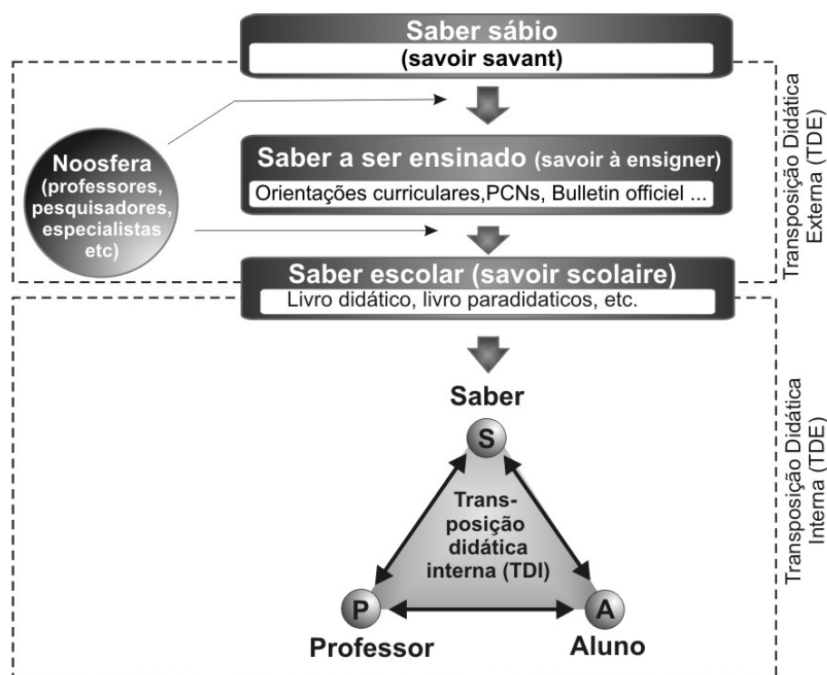 Saber sábio
(savoir savant)
Noosfera
(professores,
pesquisadores,
especialistas
etc)
Saber a ser ensinado (savoir à ensigner)
Orientações curriculares,PCNs, Bulletin officiel ...
Saber escolar (savoir scolaire)
Livro didático, livro paradidaticos, etc.
Transposição Didática
Externa (TDE)
Saber
S
Trans-
posição
didática
interna (TDI)
P
A
Professor
Aluno
Transposição Didática
Interna (TDE)